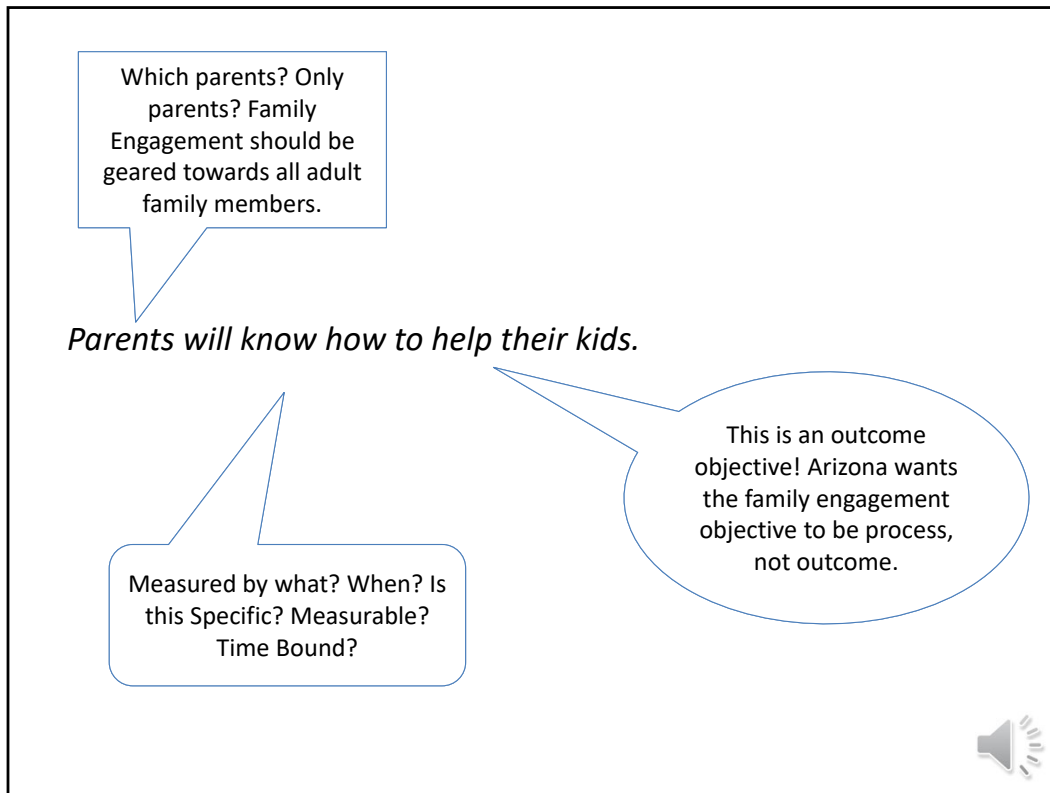 Which parents? Only
parents? Family
Engagement should be
geared towards all adult
family members.
Parents will know how to help their kids.
This is an outcome
objective! Arizona wants
the family engagement
objective to be process,
not outcome.
Measured by what? When? Is
this Specific? Measurable?
Time Bound?